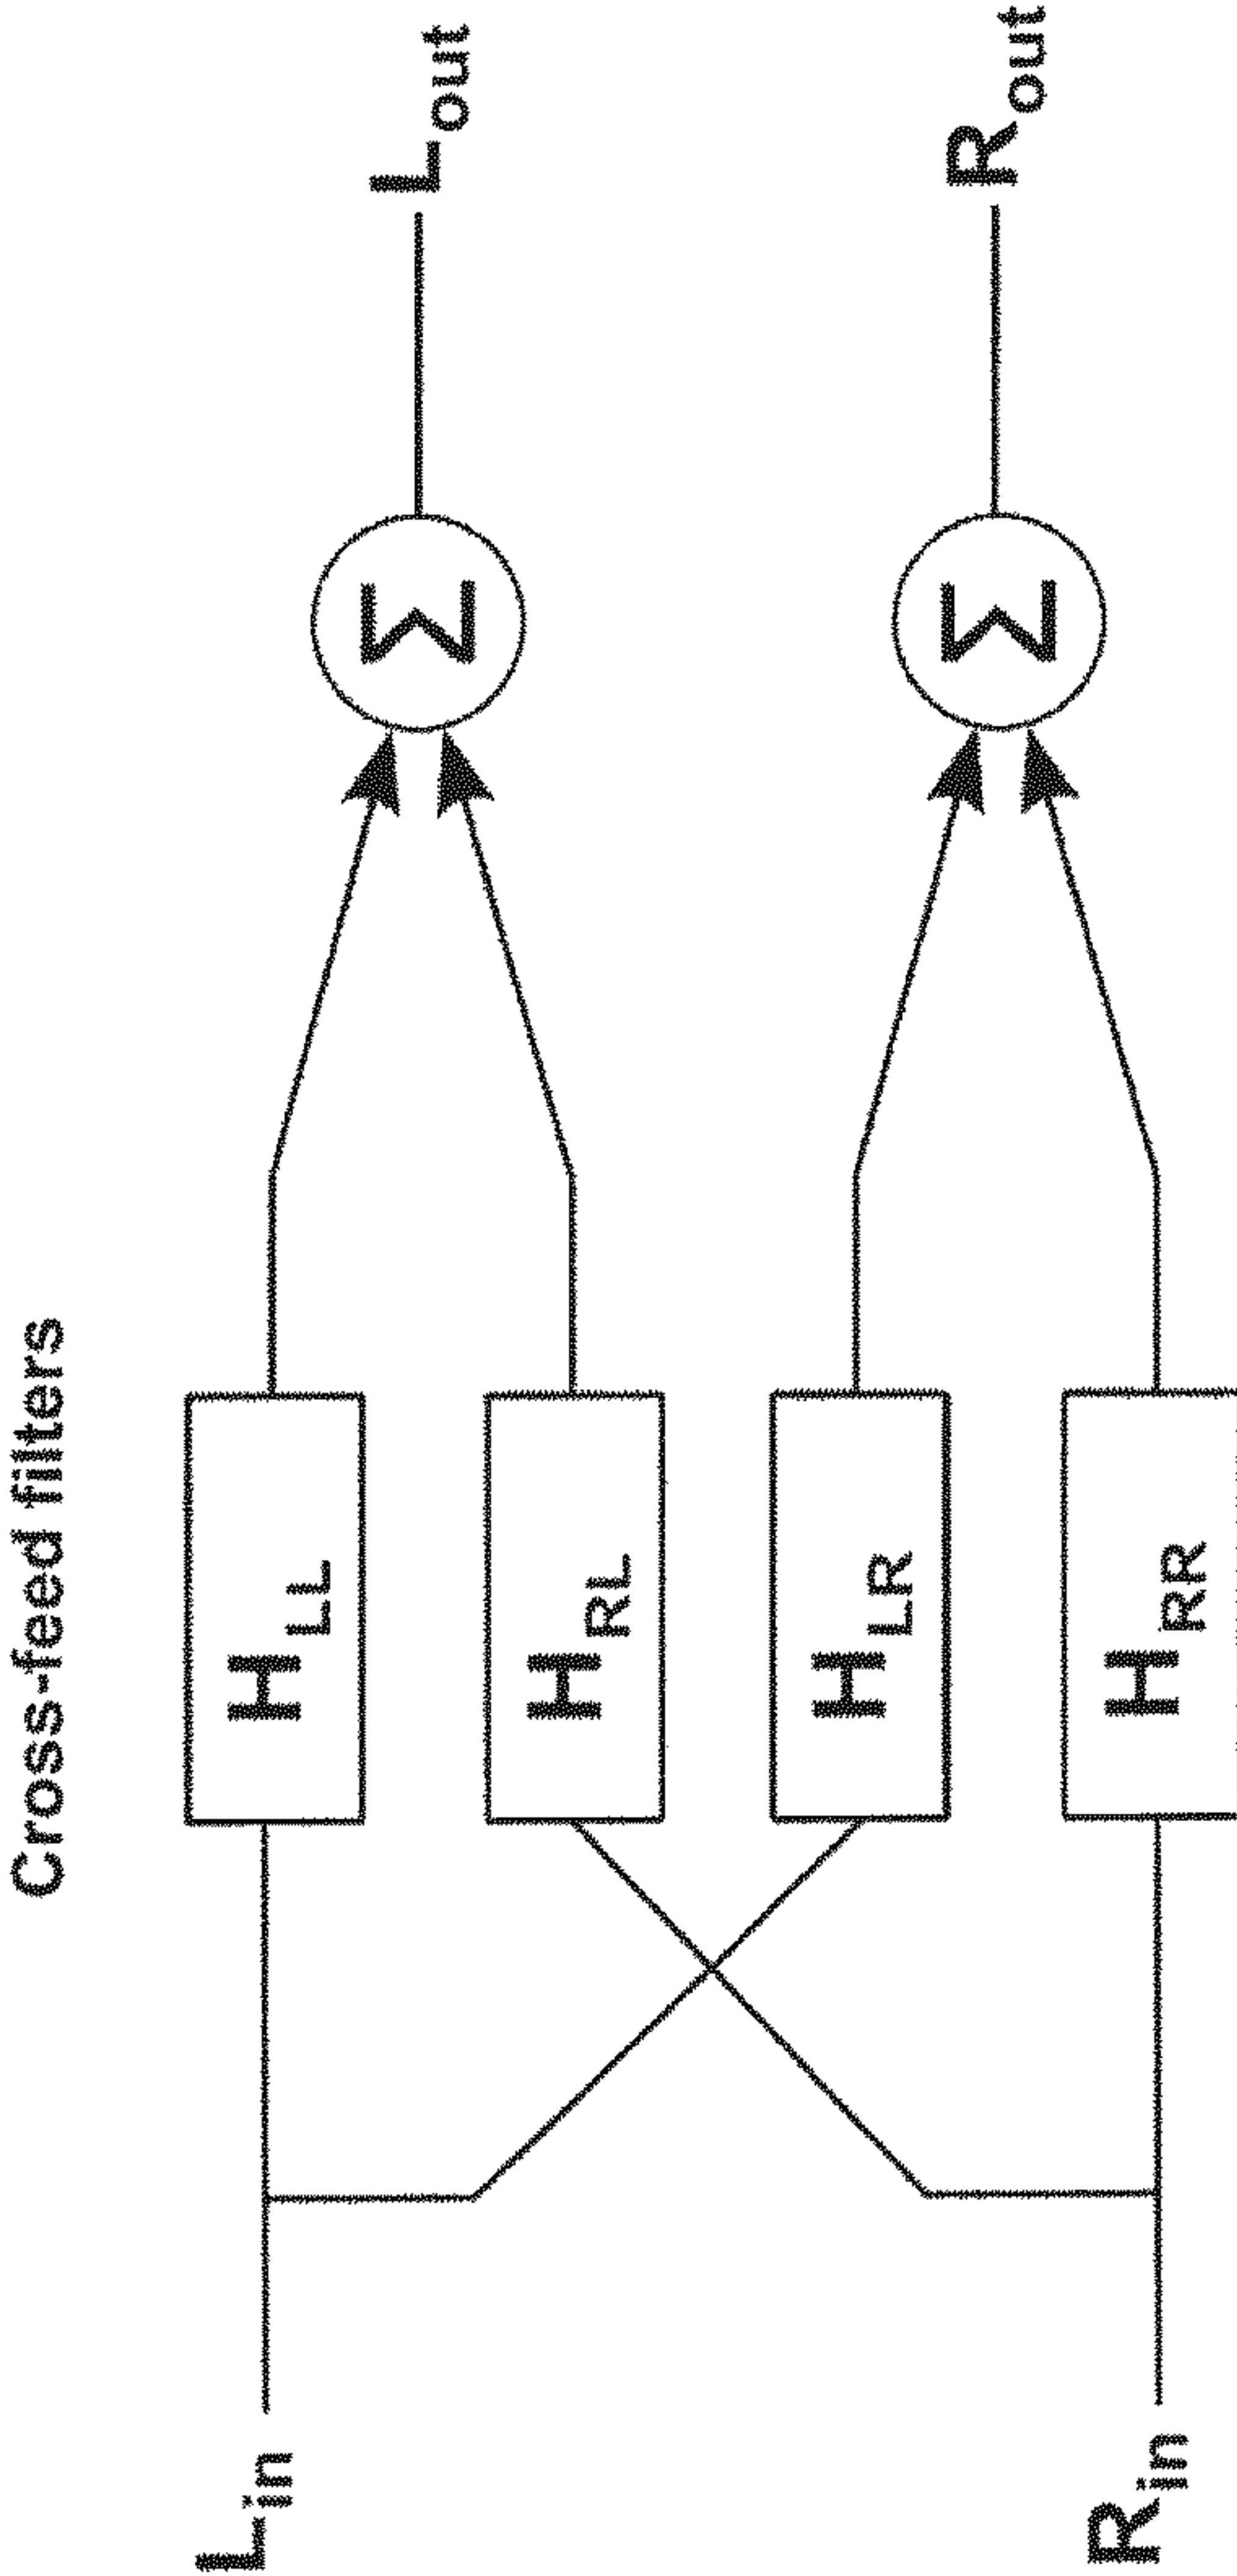 Cross-feed filters
L_in
H_LL
Σ
L_out
H_RL
H_LR
Σ
R_out
R_in
H_RR